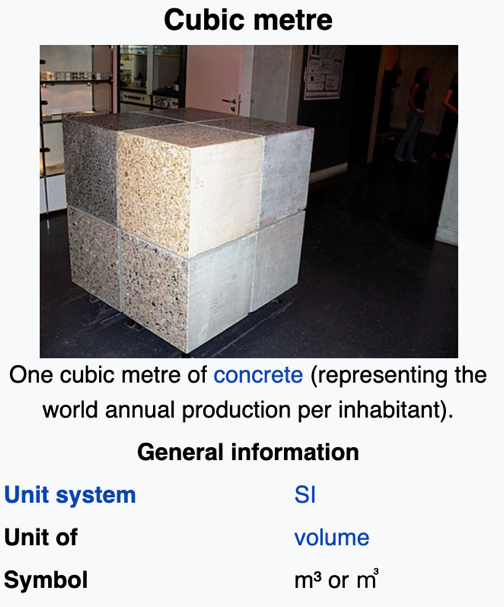 Cubic metre
One cubic metre of concrete (representing the
world annual production per inhabitant).
General information
Unit system SI
Unit of volume
Symbol m³ or m³